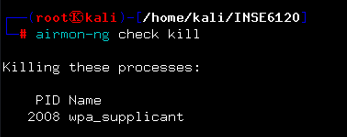 ┌──(root㉿kali)-[/home/kali/INSE6120]
└─# airmon-ng check kill
Killing these processes:
PID Name
2008 wpa_supplicant